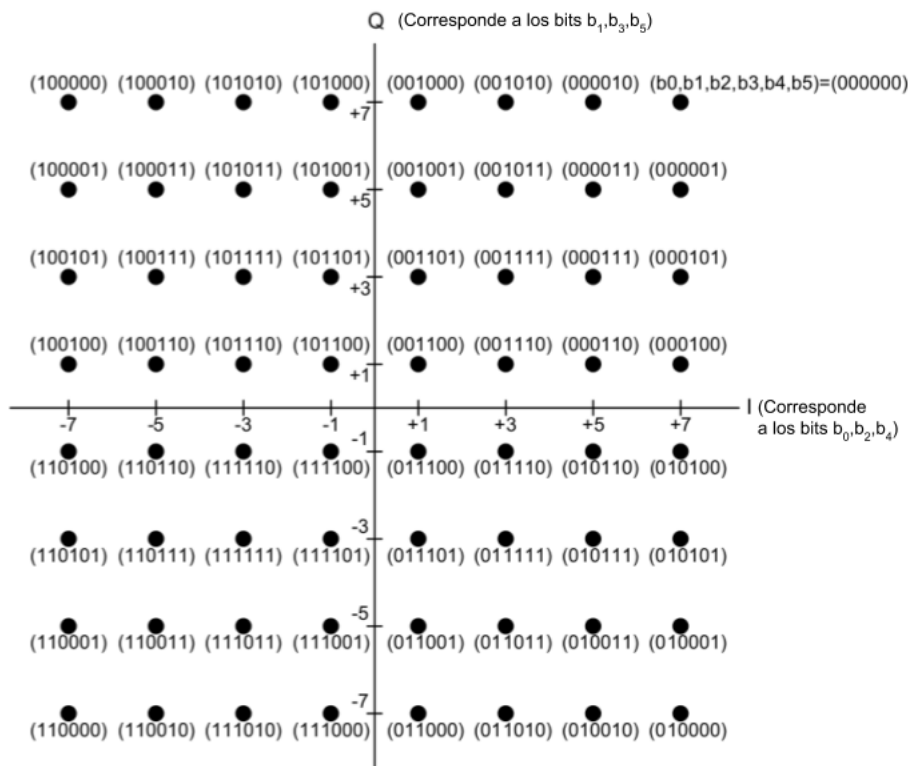 Q (Corresponde a los bits b1,b3,b5)
(100000) (100010) (101010) (101000) (001000) (001010) (000010) (b0,b1,b2,b3,b4,b5)=(000000)
+7
(100001) (100011) (101011) (101001) (001001) (001011) (000011) (000001)
+5
(100101) (100111) (101111) (101101) (001101) (001111) (000111) (000101)
+3
(100100) (100110) (101110) (101100) (001100) (001110) (000110) (000100)
+1
I (Corresponde
a los bits b0,b2,b4)
-7 -5 -3 -1 +1 +3 +5 +7
-1
(110100) (110110) (111110) (111100) (011100) (011110) (010110) (010100)
-3
(110101) (110111) (111111) (111101) (011101) (011111) (010111) (010101)
-5
(110001) (110011) (111011) (111001) (011001) (011011) (010011) (010001)
-7
(110000) (110010) (111010) (111000) (011000) (011010) (010010) (010000)